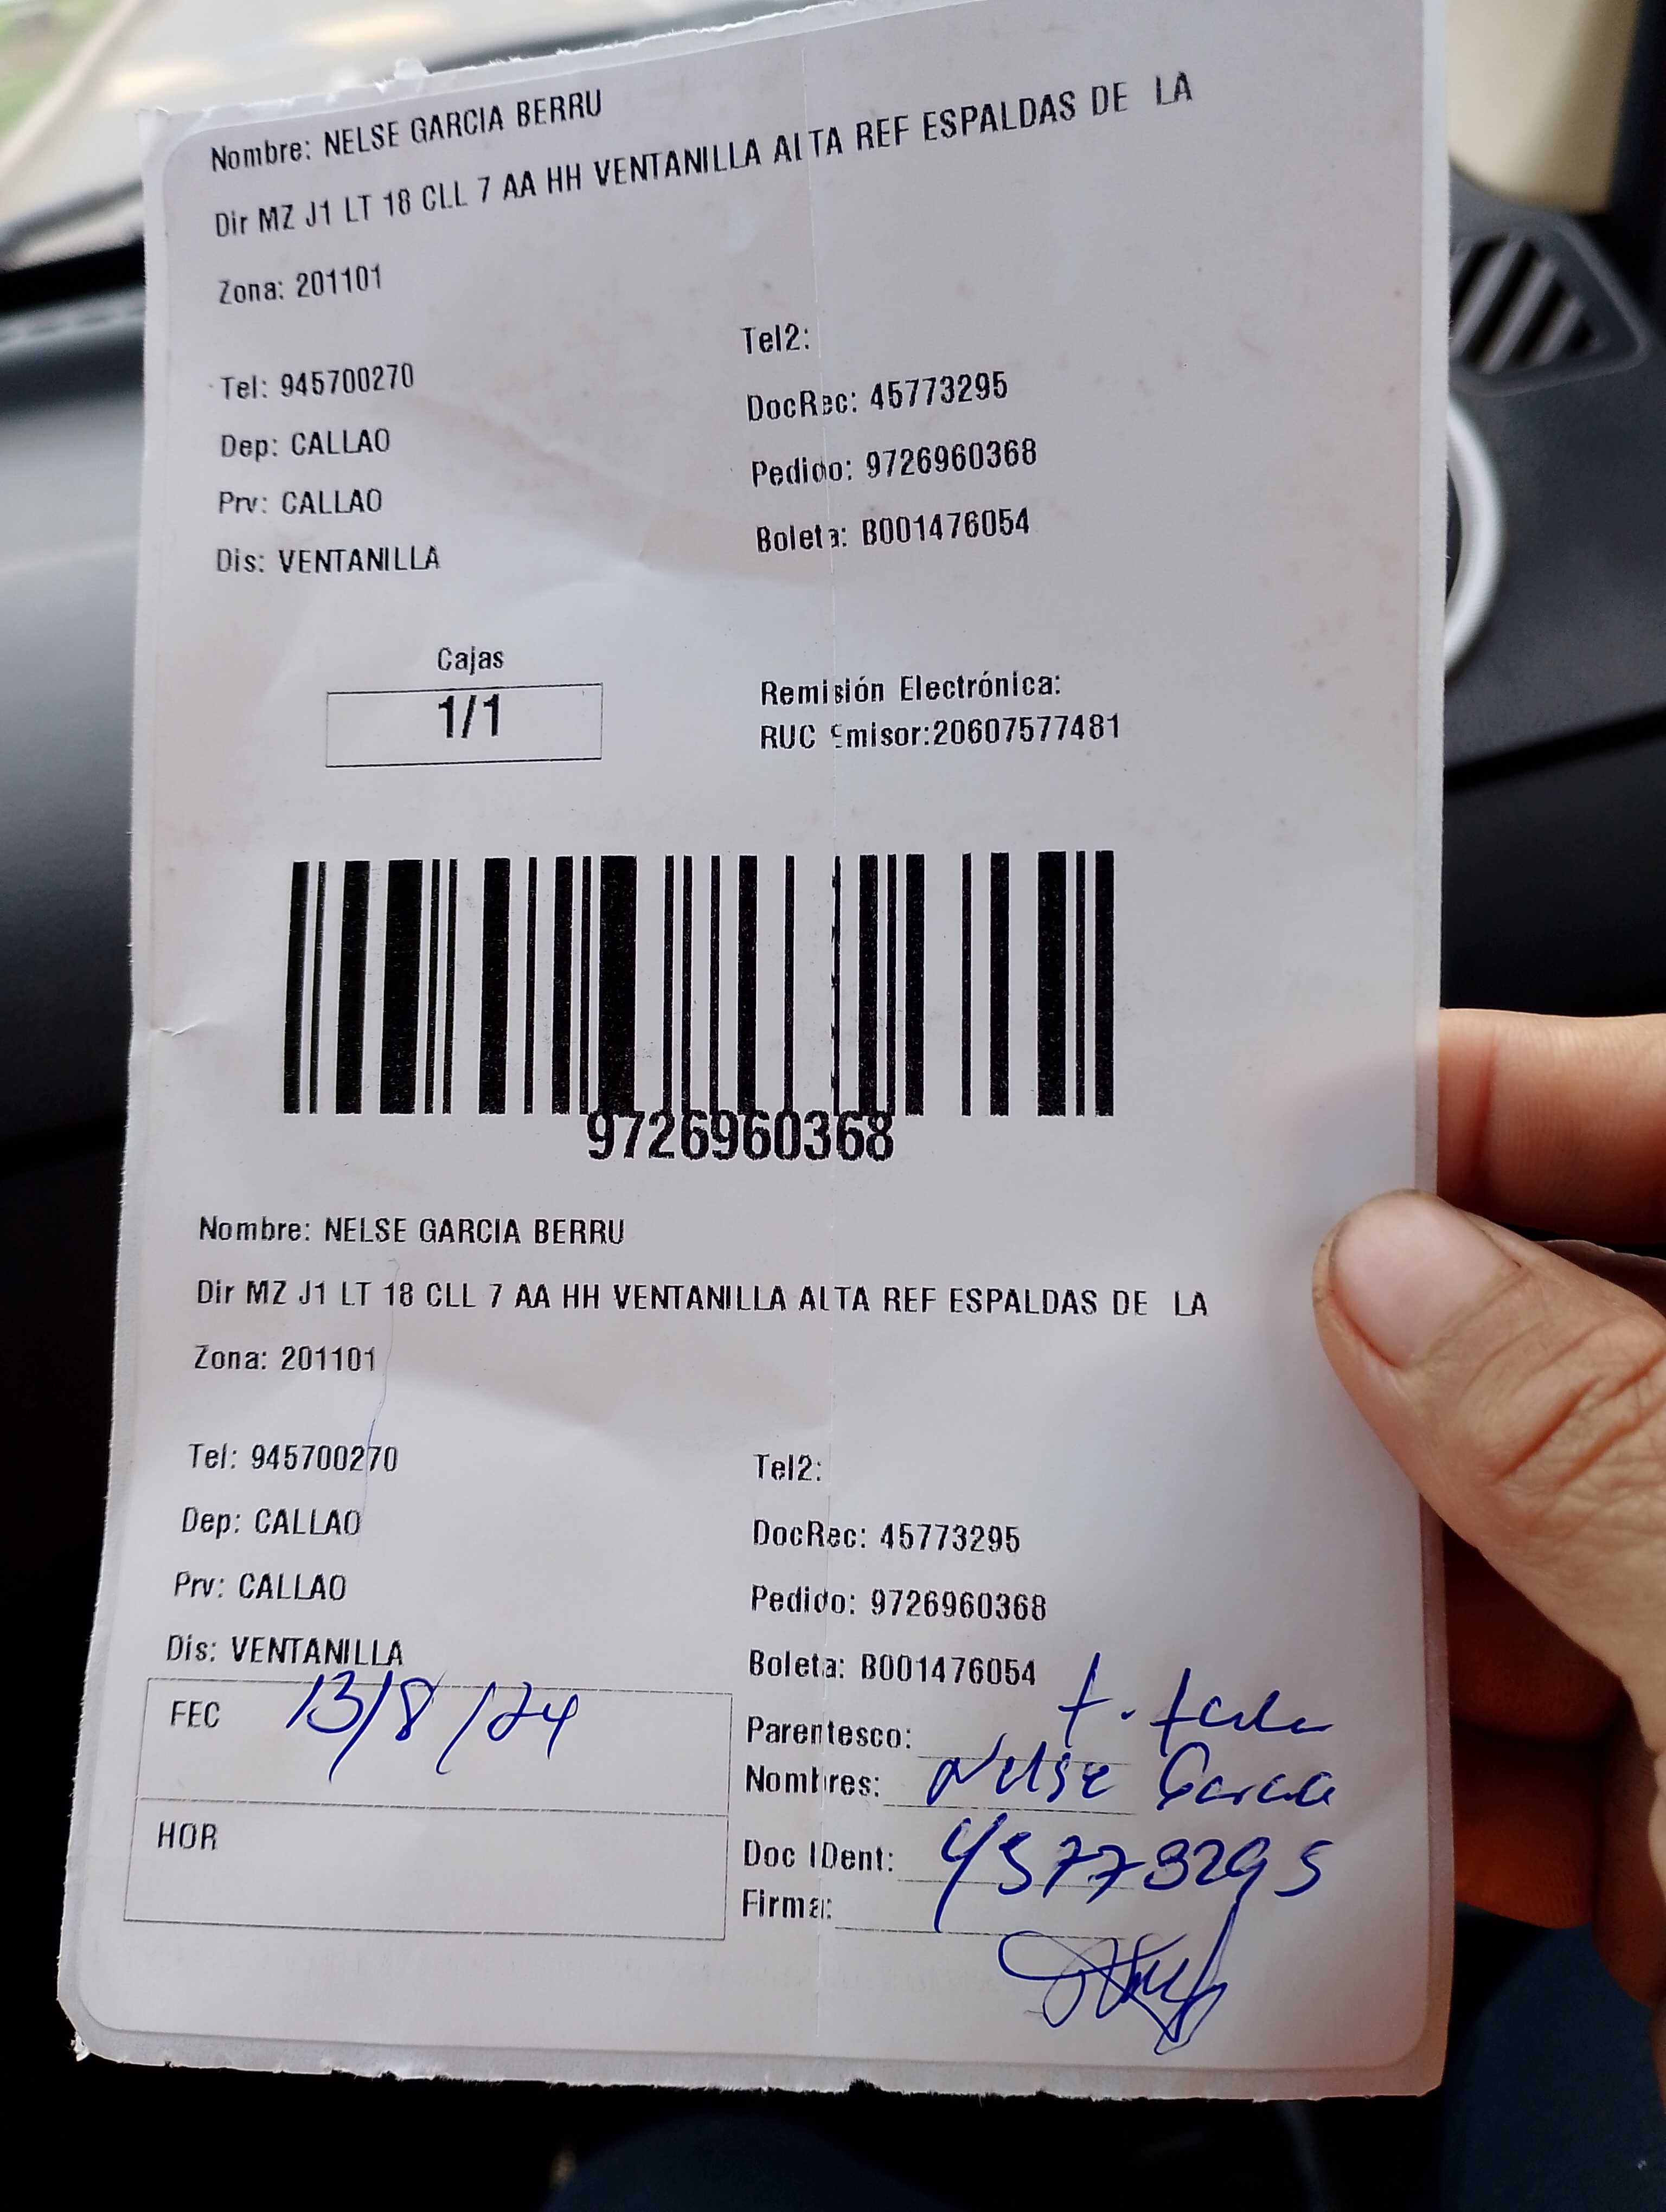 Nombre: NELSE GARCIA BERRU
Dir MZ J1 LT 18 CLL 7 AA HH VENTANILLA ALTA REF ESPALDAS DE LA
Zona: 201101
Tel: 945700270
Tel2:
Dep: CALLAO
DocRec: 45773295
Prv: CALLAO
Pedido: 9726960368
Dis: VENTANILLA
Boleta: B001476054
Cajas
1/1
Remisión Electrónica:
RUC Emisor:20607577481
9726960368
Nombre: NELSE GARCIA BERRU
Dir MZ J1 LT 18 CLL 7 AA HH VENTANILLA ALTA REF ESPALDAS DE LA
Zona: 201101
Tel: 945700270
Tel2:
Dep: CALLAO
DocRec: 45773295
Prv: CALLAO
Pedido: 9726960368
Dis: VENTANILLA
Boleta: B001476054
FEC 13/8/24
Parentesco:
Nombres: Nelse Garcia
HOR
Doc IDent: 45773295
Firma: